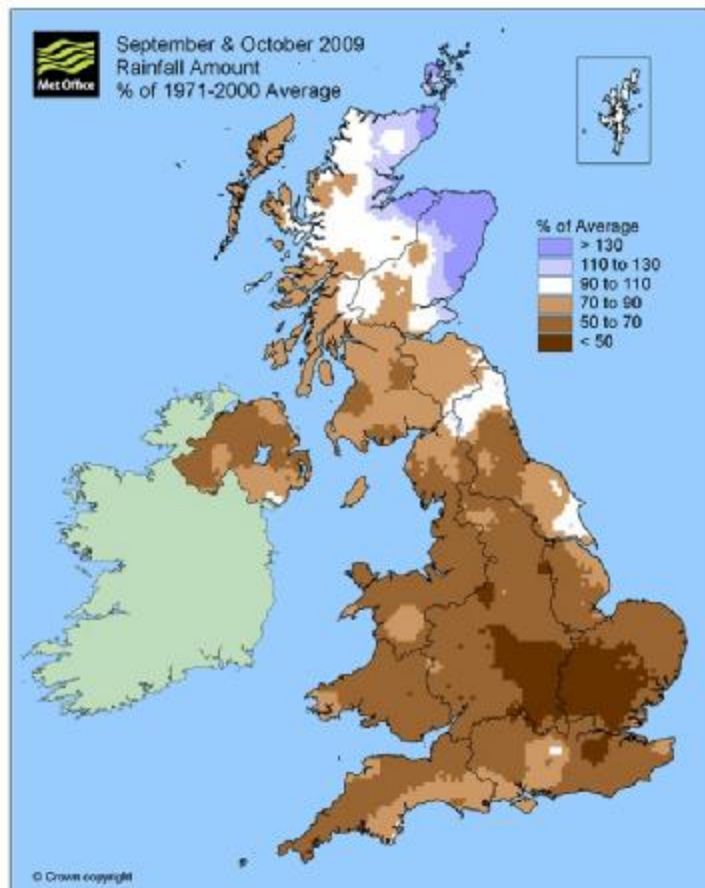 Met Office
September & October 2009
Rainfall Amount
% of 1971-2000 Average
% of Average
> 130
110 to 130
90 to 110
70 to 90
50 to 70
< 50
© Crown copyright